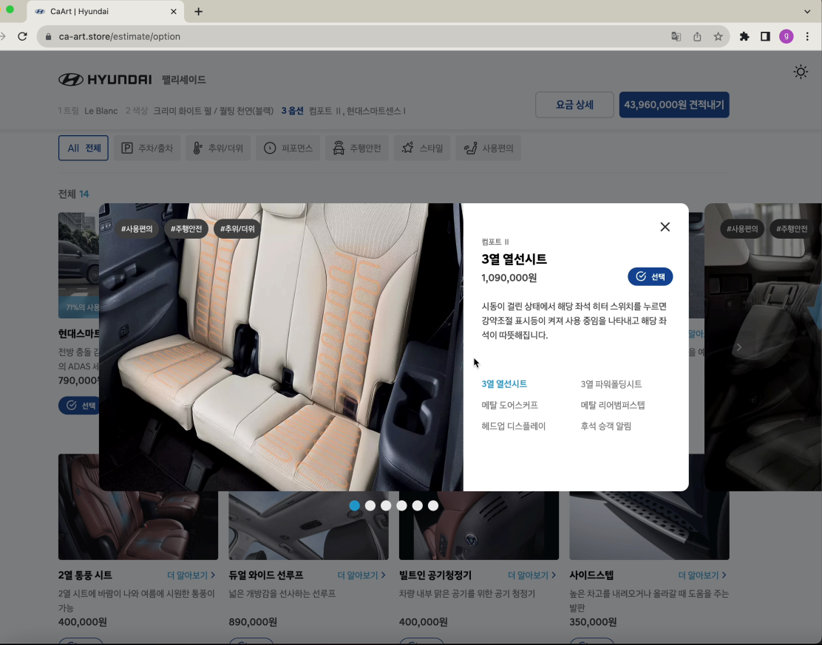 CaArt | Hyundai
ca-art.store/estimate/option
g
HYUNDAI 팰리세이드
1 트림 Le Blanc 2 색상 크리미 화이트 펄 / 퀼팅 천연(블랙) 3 옵션 컴포트 Ⅱ, 현대스마트센스 Ⅰ
요금 상세
43,960,000원 견적내기
All 전체
주차/출차
추위/더위
퍼포먼스
주행안전
스타일
사용편의
전체 14
#사용편의 #주행안전 #추위/더위
#사용편의 #주행안전
컴포트 Ⅱ
3열 열선시트
1,090,000원
선택
시동이 걸린 상태에서 해당 좌석 히터 스위치를 누르면
강약조절 표시등이 켜져 사용 중임을 나타내고 해당 좌
석이 따뜻해집니다.
3열 열선시트 3열 파워폴딩시트
메탈 도어스커프 메탈 리어범퍼스텝
헤드업 디스플레이 후석 승객 알림
71%의 사용
현대스마트
전방 충돌
의 ADAS
790,000
선택
2열 통풍 시트 더 알아보기
2열 시트에 바람이 나와 여름에 시원한 통풍이
가능
400,000원
듀얼 와이드 선루프 더 알아보기
넓은 개방감을 선사하는 선루프
890,000원
빌트인 공기청정기 더 알아보기
차량 내부 맑은 공기를 위한 공기 청정기
400,000원
사이드스텝 더 알아보기
높은 차고를 내려오거나 올라갈 때 도움을 주는
발판
350,000원